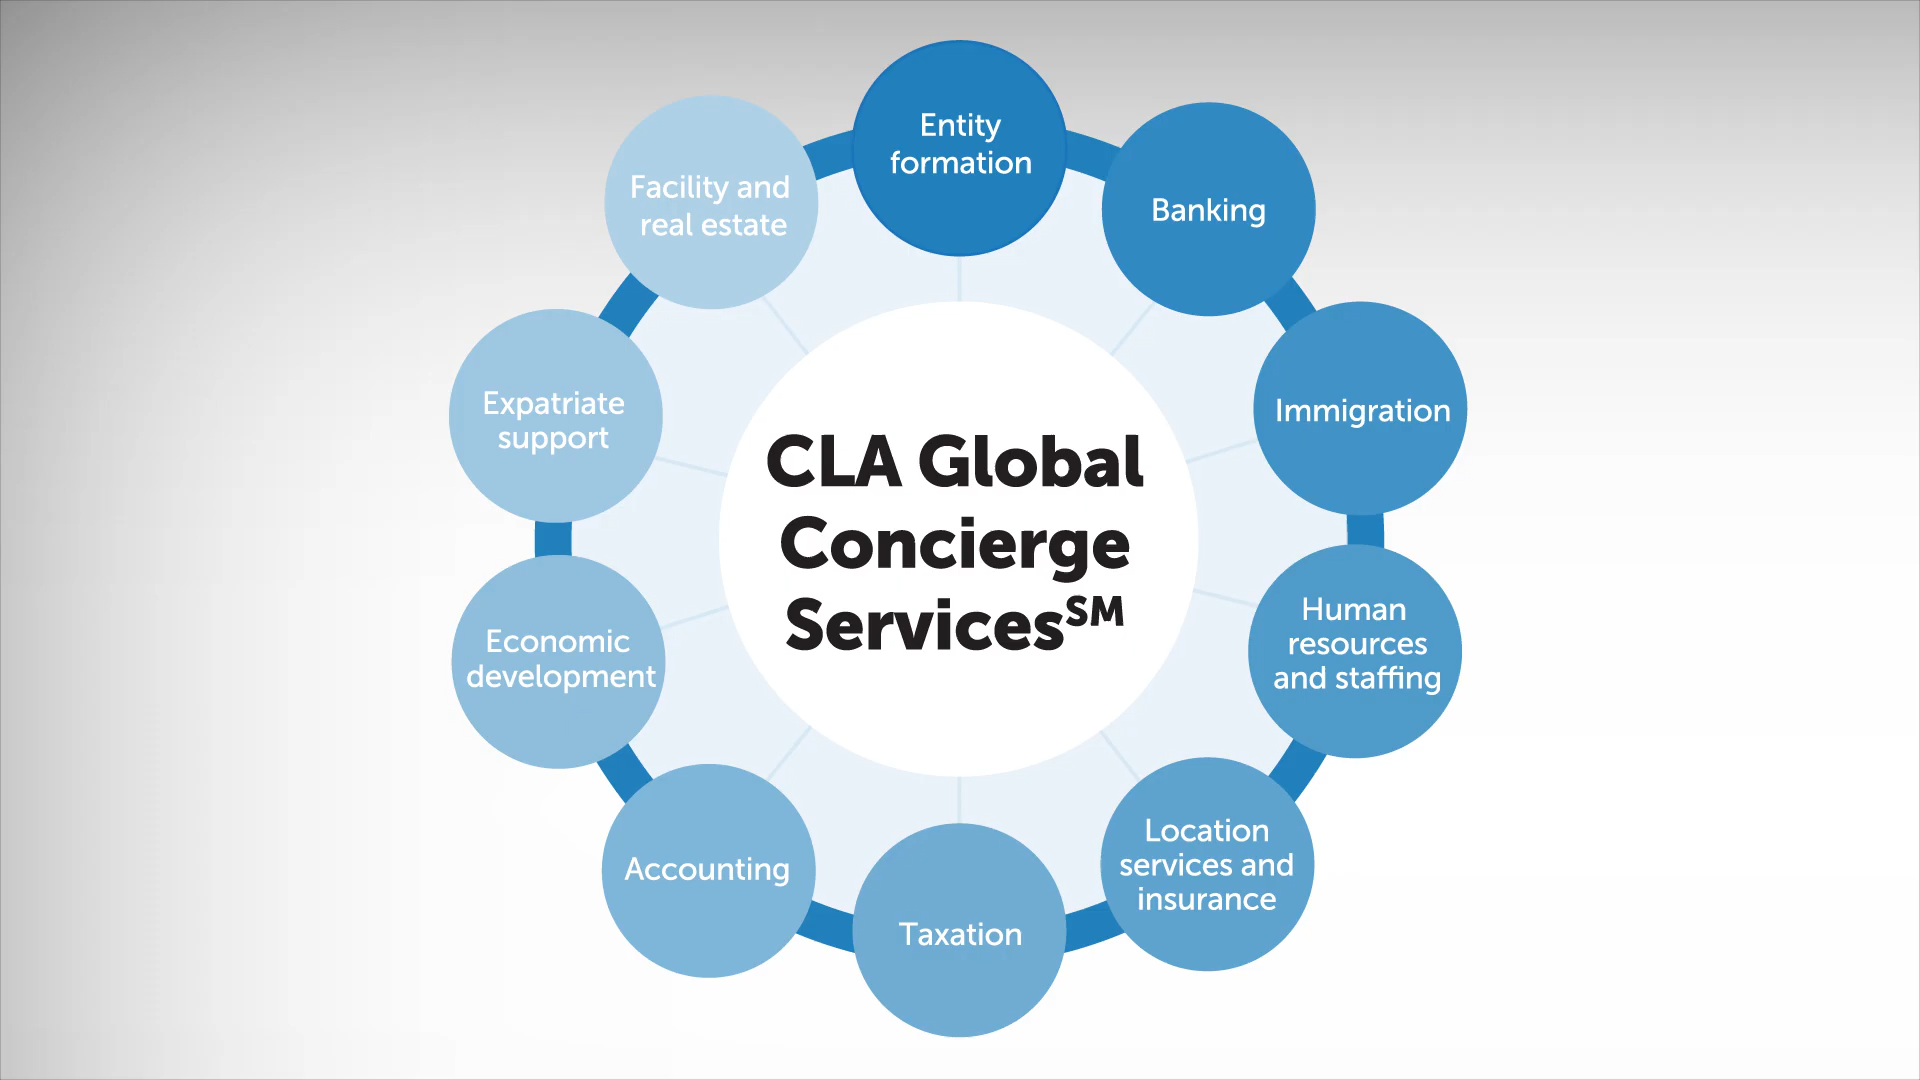 Entity
formation
Banking
Immigration
Human
resources
and staffing
Location
services and
insurance
Taxation
Accounting
Economic
development
Expatriate
support
Facility and
real estate
CLA Global
Concierge
Services℠